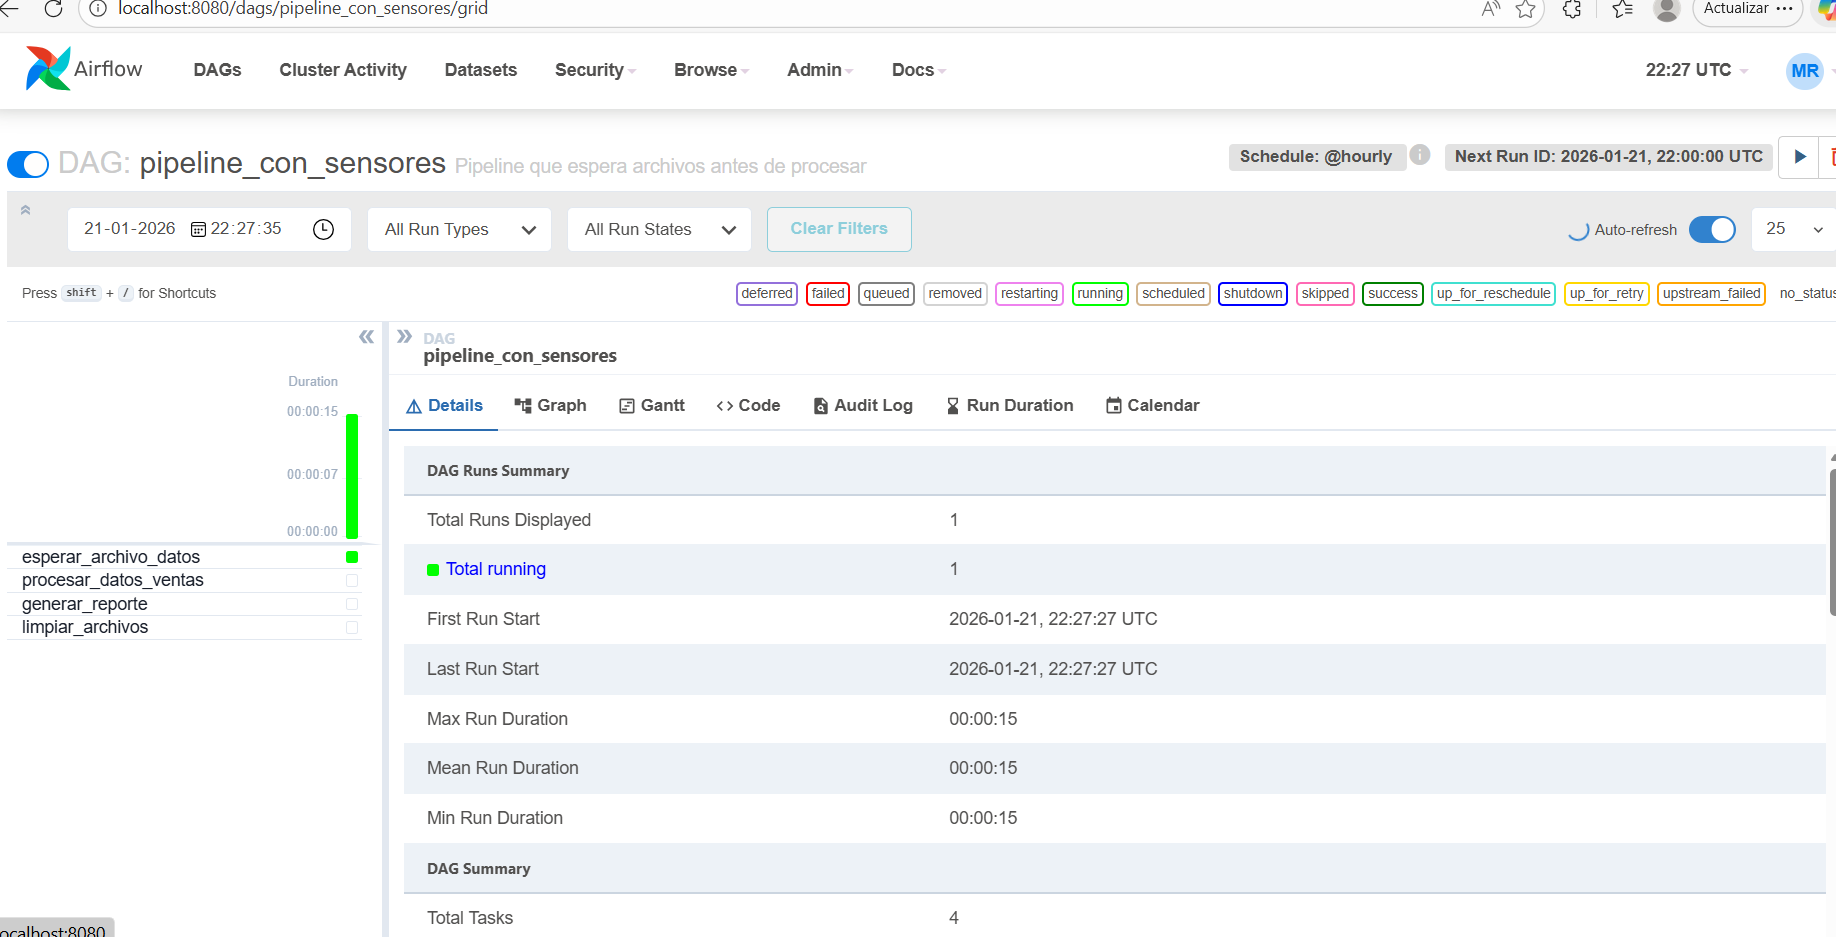 localhost:8080/dags/pipeline_con_sensores/grid
Actualizar
Airflow
DAGs
Cluster Activity
Datasets
Security
Browse
Admin
Docs
22:27 UTC
MR
DAG: pipeline_con_sensores Pipeline que espera archivos antes de procesar
Schedule: @hourly
Next Run ID: 2026-01-21, 22:00:00 UTC
21-01-2026 22:27:35
All Run Types
All Run States
Clear Filters
Auto-refresh
25
Press shift + / for Shortcuts
deferred
failed
queued
removed
restarting
running
scheduled
shutdown
skipped
success
up_for_reschedule
up_for_retry
upstream_failed
no_status
Duration
00:00:15
00:00:07
00:00:00
esperar_archivo_datos
procesar_datos_ventas
generar_reporte
limpiar_archivos
DAG
pipeline_con_sensores
Details
Graph
Gantt
Code
Audit Log
Run Duration
Calendar
DAG Runs Summary
Total Runs Displayed 1
Total running 1
First Run Start 2026-01-21, 22:27:27 UTC
Last Run Start 2026-01-21, 22:27:27 UTC
Max Run Duration 00:00:15
Mean Run Duration 00:00:15
Min Run Duration 00:00:15
DAG Summary
Total Tasks 4
ocalhost:8080